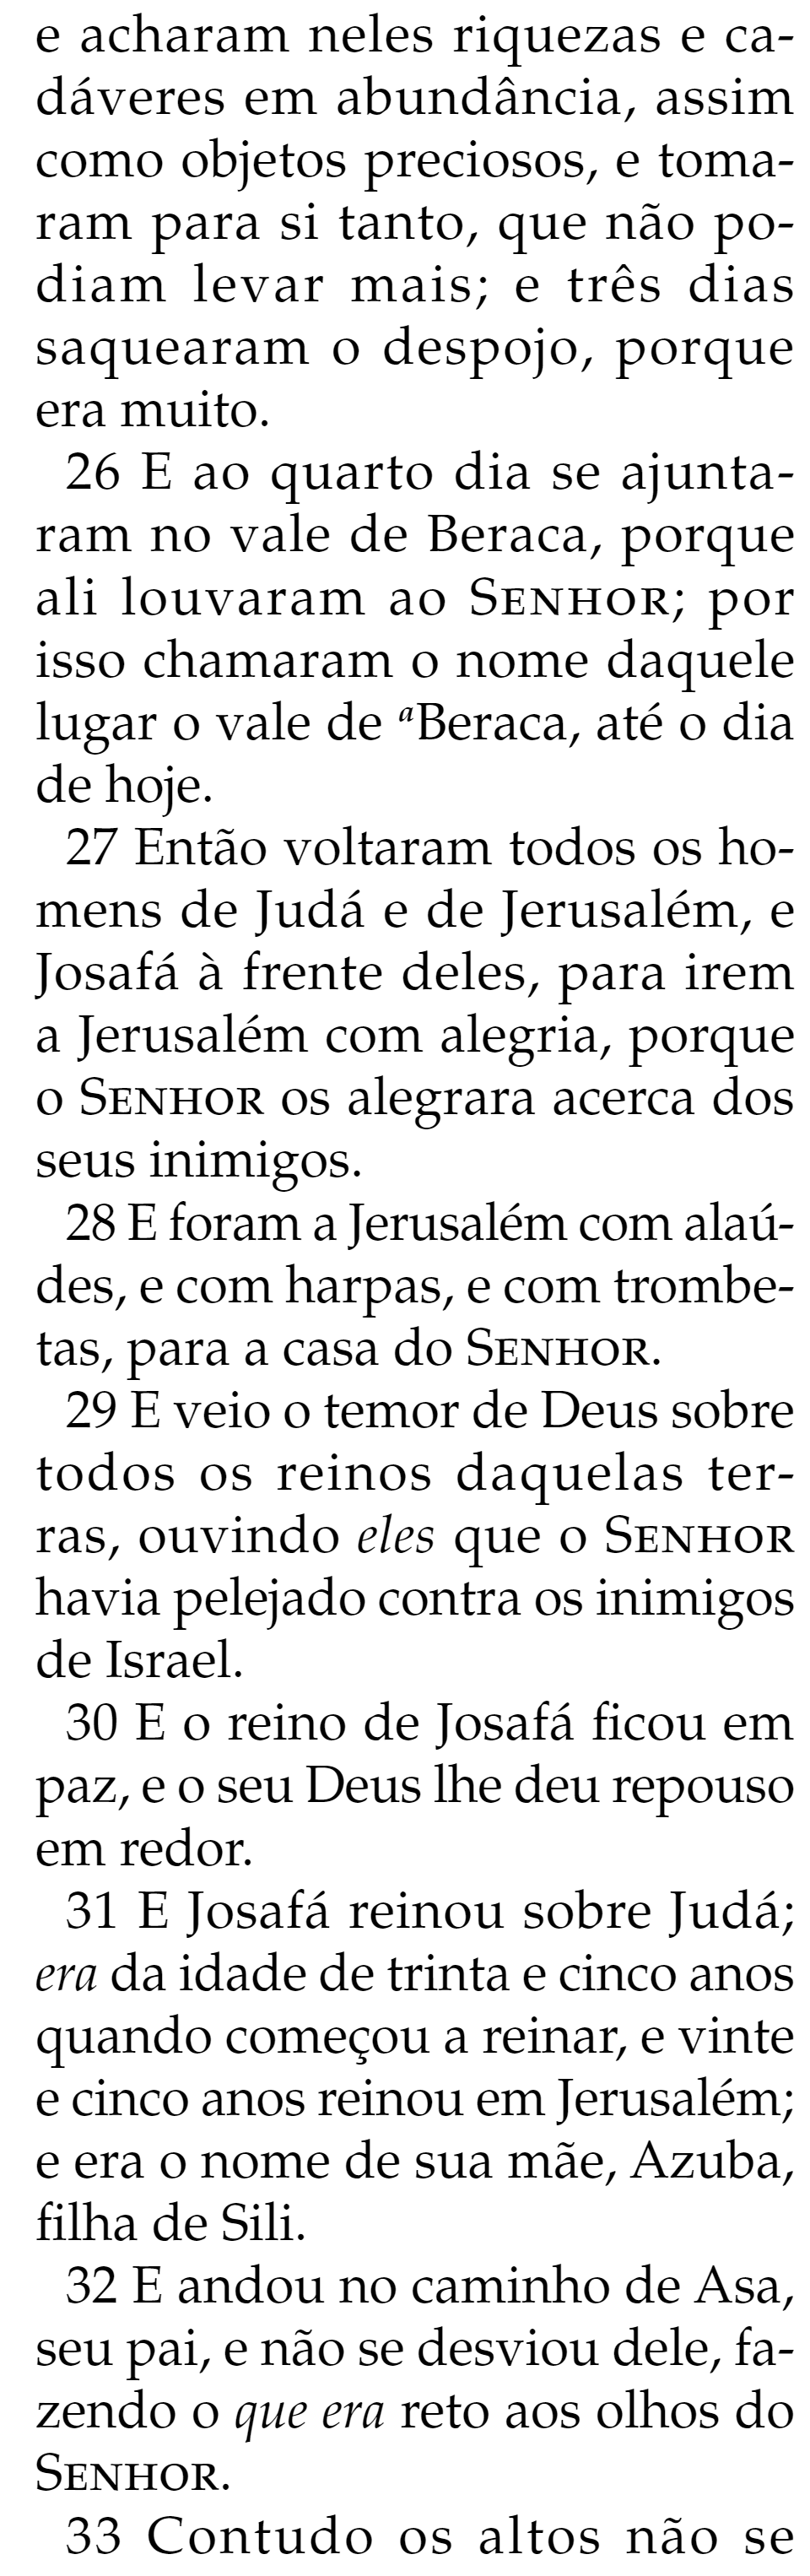 e acharam neles riquezas e ca-
dáveres em abundância, assim
como objetos preciosos, e toma-
ram para si tanto, que não po-
diam levar mais; e três dias
saquearam o despojo, porque
era muito.
26 E ao quarto dia se ajunta-
ram no vale de Beraca, porque
ali louvaram ao SENHOR; por
isso chamaram o nome daquele
lugar o vale de aBeraca, até o dia
de hoje.
27 Então voltaram todos os ho-
mens de Judá e de Jerusalém, e
Josafá à frente deles, para irem
a Jerusalém com alegria, porque
o SENHOR os alegrara acerca dos
seus inimigos.
28 E foram a Jerusalém com alaú-
des, e com harpas, e com trombe-
tas, para a casa do SENHOR.
29 E veio o temor de Deus sobre
todos os reinos daquelas ter-
ras, ouvindo eles que o SENHOR
havia pelejado contra os inimigos
de Israel.
30 E o reino de Josafá ficou em
paz, e o seu Deus lhe deu repouso
em redor.
31 E Josafá reinou sobre Judá;
era da idade de trinta e cinco anos
quando começou a reinar, e vinte
e cinco anos reinou em Jerusalém;
e era o nome de sua mãe, Azuba,
filha de Sili.
32 E andou no caminho de Asa,
seu pai, e não se desviou dele, fa-
zendo o que era reto aos olhos do
SENHOR.
33 Contudo os altos não se